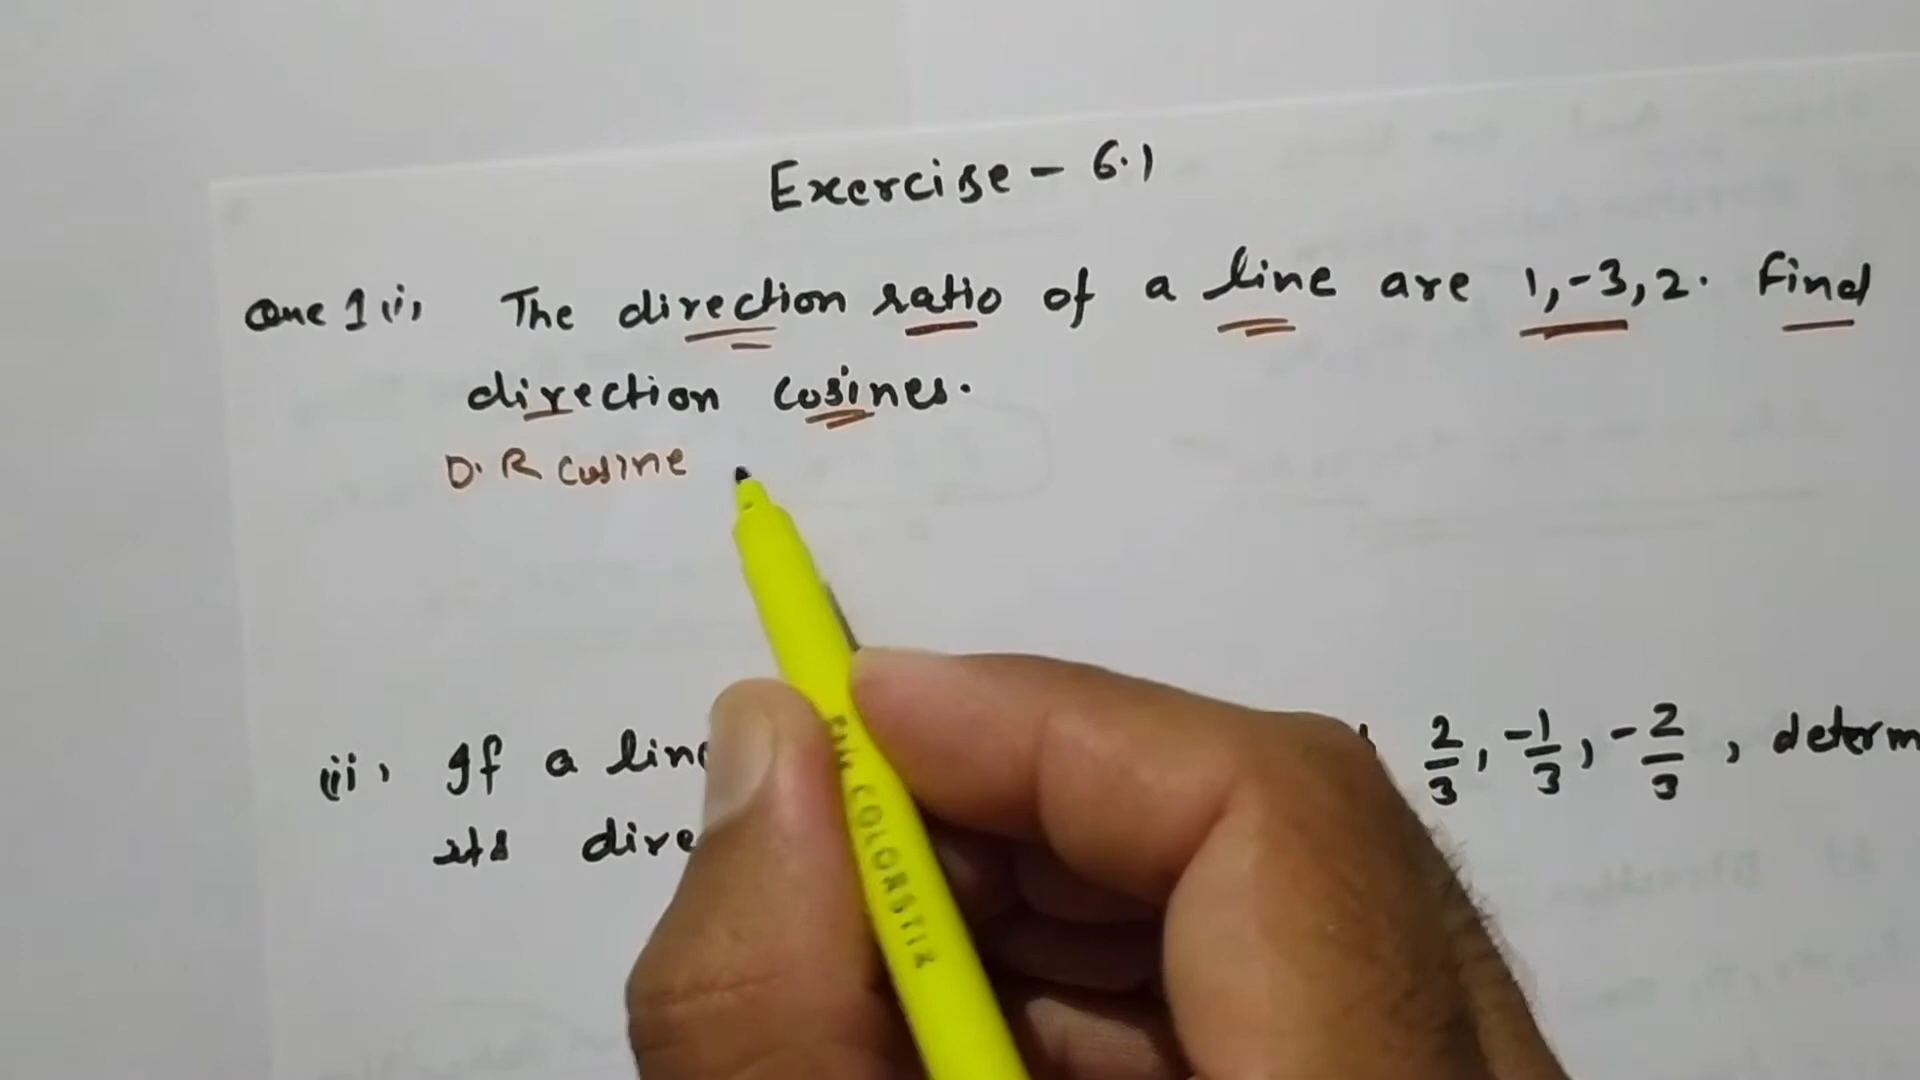 Exercise - 6.1
Que 1 (i) The direction ratio of a line are 1, -3, 2. Find
direction cosines.
D.R cosine
(ii) If a line 2/3, -1/3, -2/3, determ
its dire
COLORSTIX